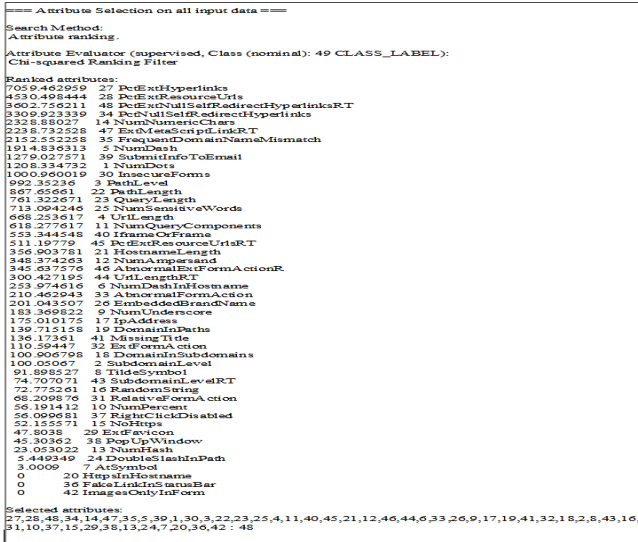 === Attribute Selection on all input data ===
Search Method:
Attribute ranking.
Attribute Evaluator (supervised, Class (nominal): 49 CLASS_LABEL):
Chi-squared Ranking Filter
Ranked attributes:
7059.462959 27 PctExtHyperlinks
4530.498444 28 PctExtResourceUrls
3602.756211 48 PctExtNullSelfRedirectHyperlinksRT
3309.923339 34 PctNullSelfRedirectHyperlinks
2328.88027 14 NumNumericChars
2238.732528 47 ExtMetaScriptLinkRT
2152.552258 35 FrequentDomainNameMismatch
1914.836313 5 NumDash
1279.027571 39 SubmitInfoToEmail
1208.334732 1 NumDots
1000.960019 30 InsecureForms
992.35236 3 PathLevel
867.65661 22 PathLength
761.322671 23 QueryLength
713.094246 25 NumSensitiveWords
668.253617 4 UrlLength
618.277617 11 NumQueryComponents
553.344548 40 IframeOrFrame
511.19779 45 PctExtResourceUrlsRT
356.903781 21 HostnameLength
348.374263 12 NumAmpersand
345.637576 46 AbnormalExtFormActionR
300.427195 44 UrlLengthRT
253.974616 6 NumDashInHostname
210.462943 33 AbnormalFormAction
201.043507 26 EmbeddedBrandName
183.369822 9 NumUnderscore
175.010175 17 IpAddress
139.715158 19 DomainInPaths
136.17361 41 MissingTitle
110.59447 32 ExtFormAction
100.906798 18 DomainInSubdomains
100.05067 2 SubdomainLevel
91.898527 8 TildeSymbol
74.707071 43 SubdomainLevelRT
72.775261 16 RandomString
68.209876 31 RelativeFormAction
56.191412 10 NumPercent
56.099681 37 RightClickDisabled
52.155571 15 NoHttps
47.8038 29 ExtFavicon
45.30362 38 PopUpWindow
23.053022 13 NumHash
5.449349 24 DoubleSlashInPath
3.0009 7 AtSymbol
0 20 HttpsInHostname
0 36 FakeLinkInStatusBar
0 42 ImagesOnlyInForm
Selected attributes:
27,28,48,34,14,47,35,5,39,1,30,3,22,23,25,4,11,40,45,21,12,46,44,6,33,26,9,17,19,41,32,18,2,8,43,16,
31,10,37,15,29,38,13,24,7,20,36,42 : 48